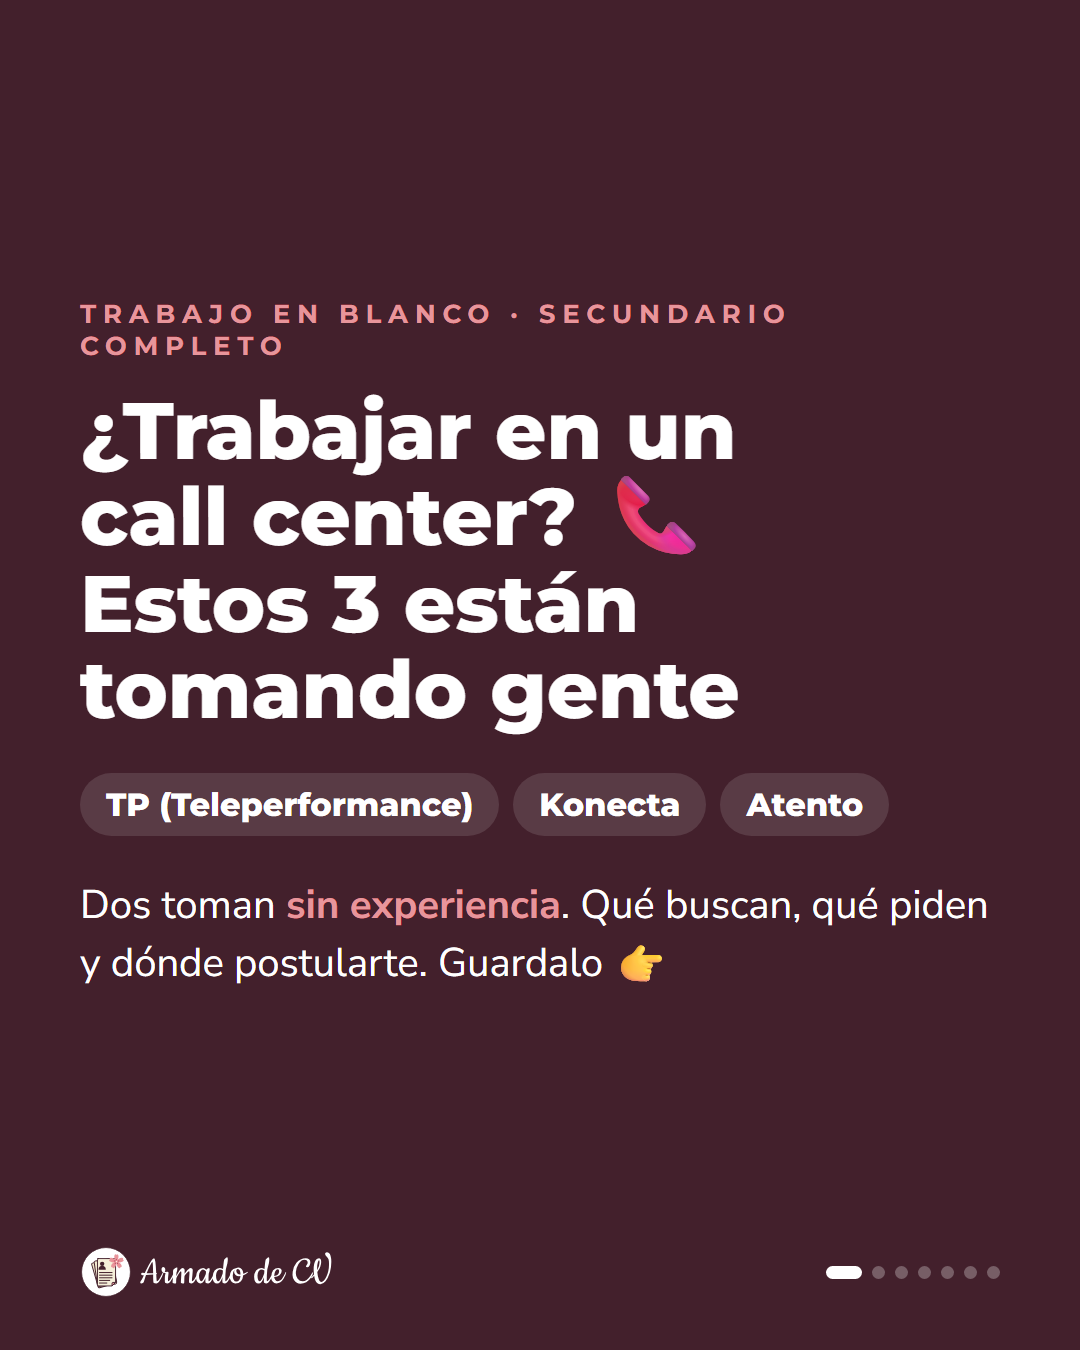 TRABAJO EN BLANCO · SECUNDARIO
COMPLETO
¿Trabajar en un
call center? 📞
Estos 3 están
tomando gente
TP (Teleperformance) Konecta Atento
Dos toman sin experiencia. Qué buscan, qué piden
y dónde postularte. Guardalo 👉
Armado de CV